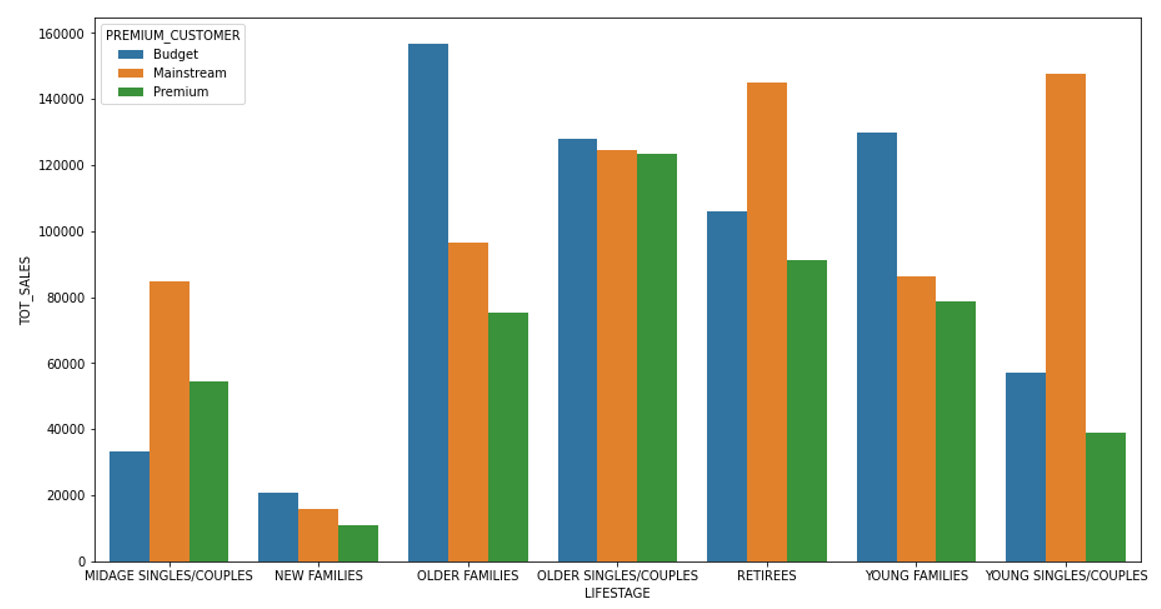 PREMIUM_CUSTOMER
Budget
Mainstream
Premium
TOT_SALES
160000
140000
120000
100000
80000
60000
40000
20000
0
MIDAGE SINGLES/COUPLES NEW FAMILIES OLDER FAMILIES OLDER SINGLES/COUPLES RETIREES YOUNG FAMILIES YOUNG SINGLES/COUPLES
LIFESTAGE